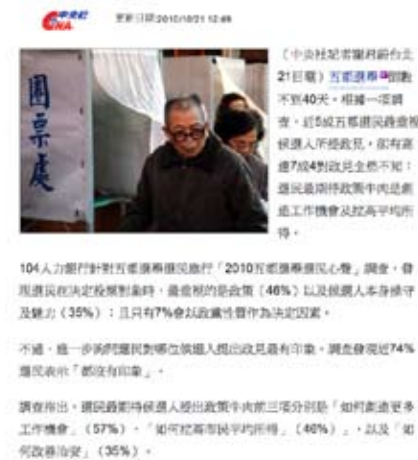 中央社
CNA
更新日期:2010/10/21 12:49
圈票處
（中央社記者龍珮寧台北
21日電）五都選舉倒數
不到40天。根據一項調
查，近5成五都選民最重視
候選人所提政見，卻有高
達7成4對政見全然不知；
選民最期待政策牛肉是創
造工作機會及提高平均所
得。
104人力銀行針對五都選舉選民進行「2010五都選舉選民心聲」調查，發
現選民在決定投票對象時，最重視的是政策（46%）以及候選人本身操守
及魅力（35%）；且只有7%會以政黨性質作為決定因素。
不過，進一步詢問選民對哪位候選人提出政見最有印象，調查發現近74%
選民表示「都沒有印象」。
調查指出，選民最期待候選人提出政策牛肉前三項分別是「如何創造更多
工作機會」（57%）、「如何提高市民平均所得」（46%）、以及「如
何改善治安」（35%）。